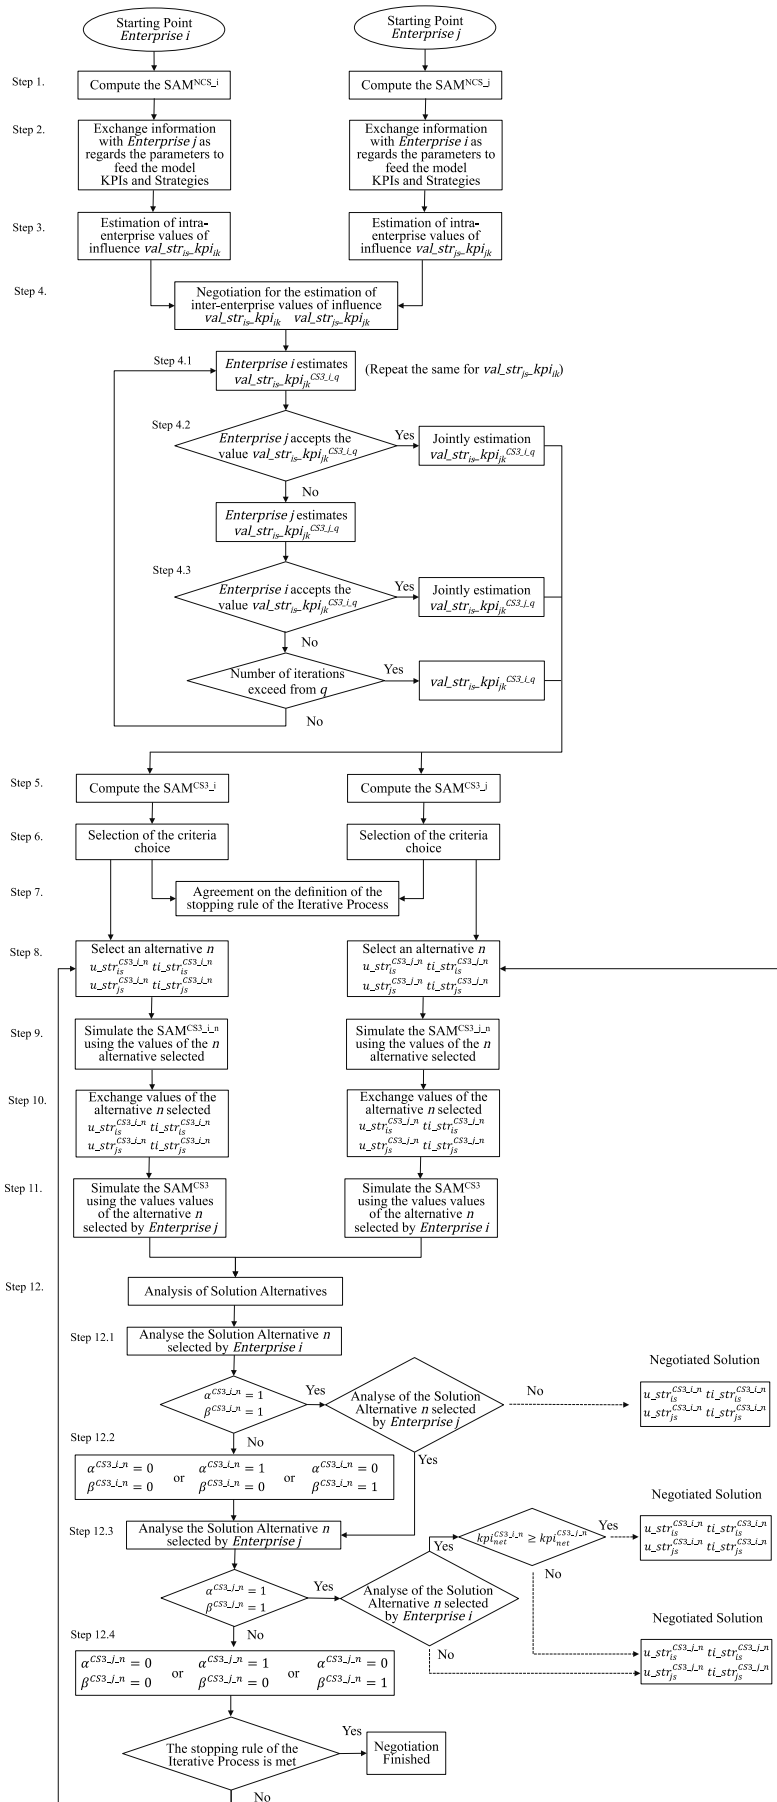 Starting Point
Enterprise i
Starting Point
Enterprise j
Step 1.
Compute the SAM^NCS_i
Compute the SAM^NCS_j
Step 2.
Exchange information
with Enterprise j as
regards the parameters to
feed the model
KPIs and Strategies
Exchange information
with Enterprise i as
regards the parameters to
feed the model
KPIs and Strategies
Step 3.
Estimation of intra-
enterprise values of
influence val_str_is_kpi_ik
Estimation of intra-
enterprise values of
influence val_str_js_kpi_jk
Step 4.
Negotiation for the estimation of
inter-enterprise values of influence
val_str_is_kpi_ik val_str_js_kpi_jk
Step 4.1
Enterprise i estimates
val_str_is_kpi_jk^CS3_i_q
(Repeat the same for val_str_js_kpi_ik)
Step 4.2
Enterprise j accepts the
value val_str_is_kpi_jk^CS3_i_q
Yes
Jointly estimation
val_str_is_kpi_jk^CS3_i_q
No
Enterprise j estimates
val_str_is_kpi_jk^CS3_j_q
Step 4.3
Enterprise i accepts the
value val_str_is_kpi_jk^CS3_i_q
Yes
Jointly estimation
val_str_is_kpi_jk^CS3_j_q
No
Number of iterations
exceed from q
Yes
val_str_is_kpi_jk^CS3_i_q
No
Step 5.
Compute the SAM^CS3_i
Compute the SAM^CS3_j
Step 6.
Selection of the criteria
choice
Selection of the criteria
choice
Step 7.
Agreement on the definition of the
stopping rule of the Iterative Process
Step 8.
Select an alternative n
u_str_is^CS3_i_n ti_str_is^CS3_i_n
u_str_js^CS3_i_n ti_str_js^CS3_i_n
Select an alternative n
u_str_is^CS3_j_n ti_str_is^CS3_j_n
u_str_js^CS3_j_n ti_str_js^CS3_j_n
Step 9.
Simulate the SAM^CS3_i_n
using the values of the n
alternative selected
Simulate the SAM^CS3_j_n
using the values of the n
alternative selected
Step 10.
Exchange values of the
alternative n selected
u_str_is^CS3_i_n ti_str_is^CS3_i_n
u_str_js^CS3_i_n ti_str_js^CS3_i_n
Exchange values of the
alternative n selected
u_str_is^CS3_j_n ti_str_is^CS3_j_n
u_str_js^CS3_j_n ti_str_js^CS3_j_n
Step 11.
Simulate the SAM^CS3
using the values values
of the alternative n
selected by Enterprise j
Simulate the SAM^CS3
using the values values
of the alternative n
selected by Enterprise i
Step 12.
Analysis of Solution Alternatives
Step 12.1
Analyse the Solution Alternative n
selected by Enterprise i
α^CS3_i_n = 1
β^CS3_i_n = 1
Yes
Analyse of the Solution
Alternative n selected
by Enterprise j
No
Negotiated Solution
u_str_is^CS3_i_n ti_str_is^CS3_i_n
u_str_js^CS3_i_n ti_str_js^CS3_i_n
Step 12.2
No
Yes
α^CS3_i_n = 0 α^CS3_i_n = 1 α^CS3_i_n = 0
or or
β^CS3_i_n = 0 β^CS3_i_n = 0 β^CS3_i_n = 1
Step 12.3
Analyse the Solution Alternative n
selected by Enterprise j
α^CS3_j_n = 1
β^CS3_j_n = 1
Yes
Analyse of the Solution
Alternative n selected
by Enterprise i
Yes
kpi_net^CS3_i_n ≥ kpi_net^CS3_j_n
Yes
Negotiated Solution
u_str_is^CS3_i_n ti_str_is^CS3_i_n
u_str_js^CS3_i_n ti_str_js^CS3_i_n
No
No
Negotiated Solution
u_str_is^CS3_j_n ti_str_is^CS3_j_n
u_str_js^CS3_j_n ti_str_js^CS3_j_n
Step 12.4
No
α^CS3_j_n = 0 α^CS3_j_n = 1 α^CS3_j_n = 0
or or
β^CS3_j_n = 0 β^CS3_j_n = 0 β^CS3_j_n = 1
The stopping rule of the
Iterative Process is met
Yes
Negotiation
Finished
No